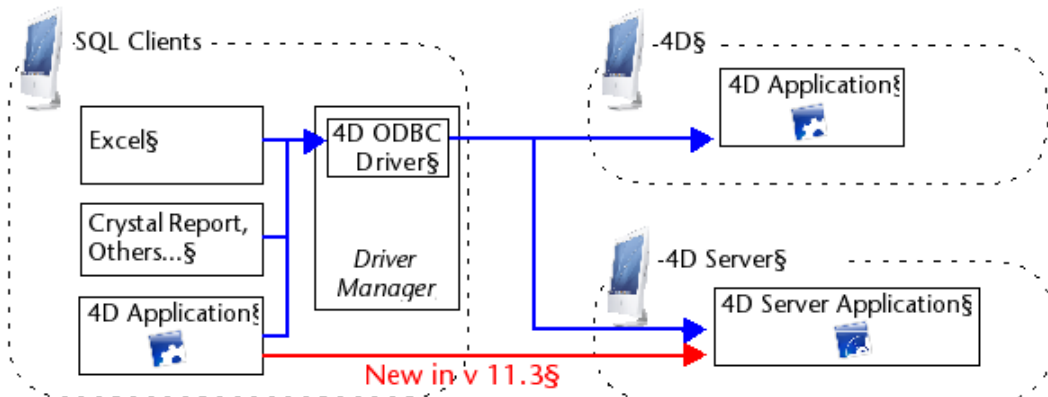 SQL Clients
Excel§
Crystal Report,
Others...§
4D Application§
4D ODBC
Driver§
Driver
Manager
New in v 11.3§
4D§
4D Application§
4D Server§
4D Server Application§